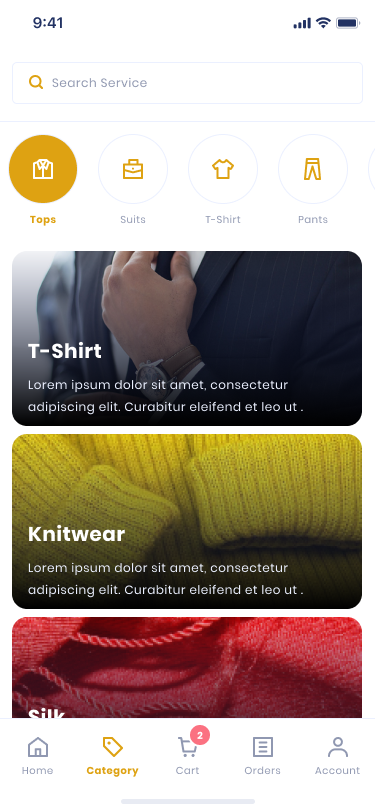 9:41
Search Service
Tops
Suits
T-Shirt
Pants
T-Shirt
Lorem ipsum dolor sit amet, consectetur
adipiscing elit. Curabitur eleifend et leo ut .
Knitwear
Lorem ipsum dolor sit amet, consectetur
adipiscing elit. Curabitur eleifend et leo ut .
Silk
2
Home
Category
Cart
Orders
Account